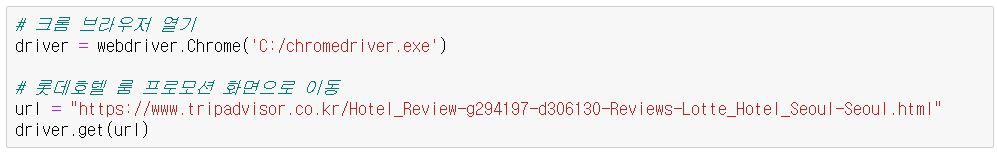 # 크롬 브라우저 열기
driver = webdriver.Chrome('C:/chromedriver.exe')
# 롯데호텔 룸 프로모션 화면으로 이동
url = "https://www.tripadvisor.co.kr/Hotel_Review-g294197-d306130-Reviews-Lotte_Hotel_Seoul-Seoul.html"
driver.get(url)